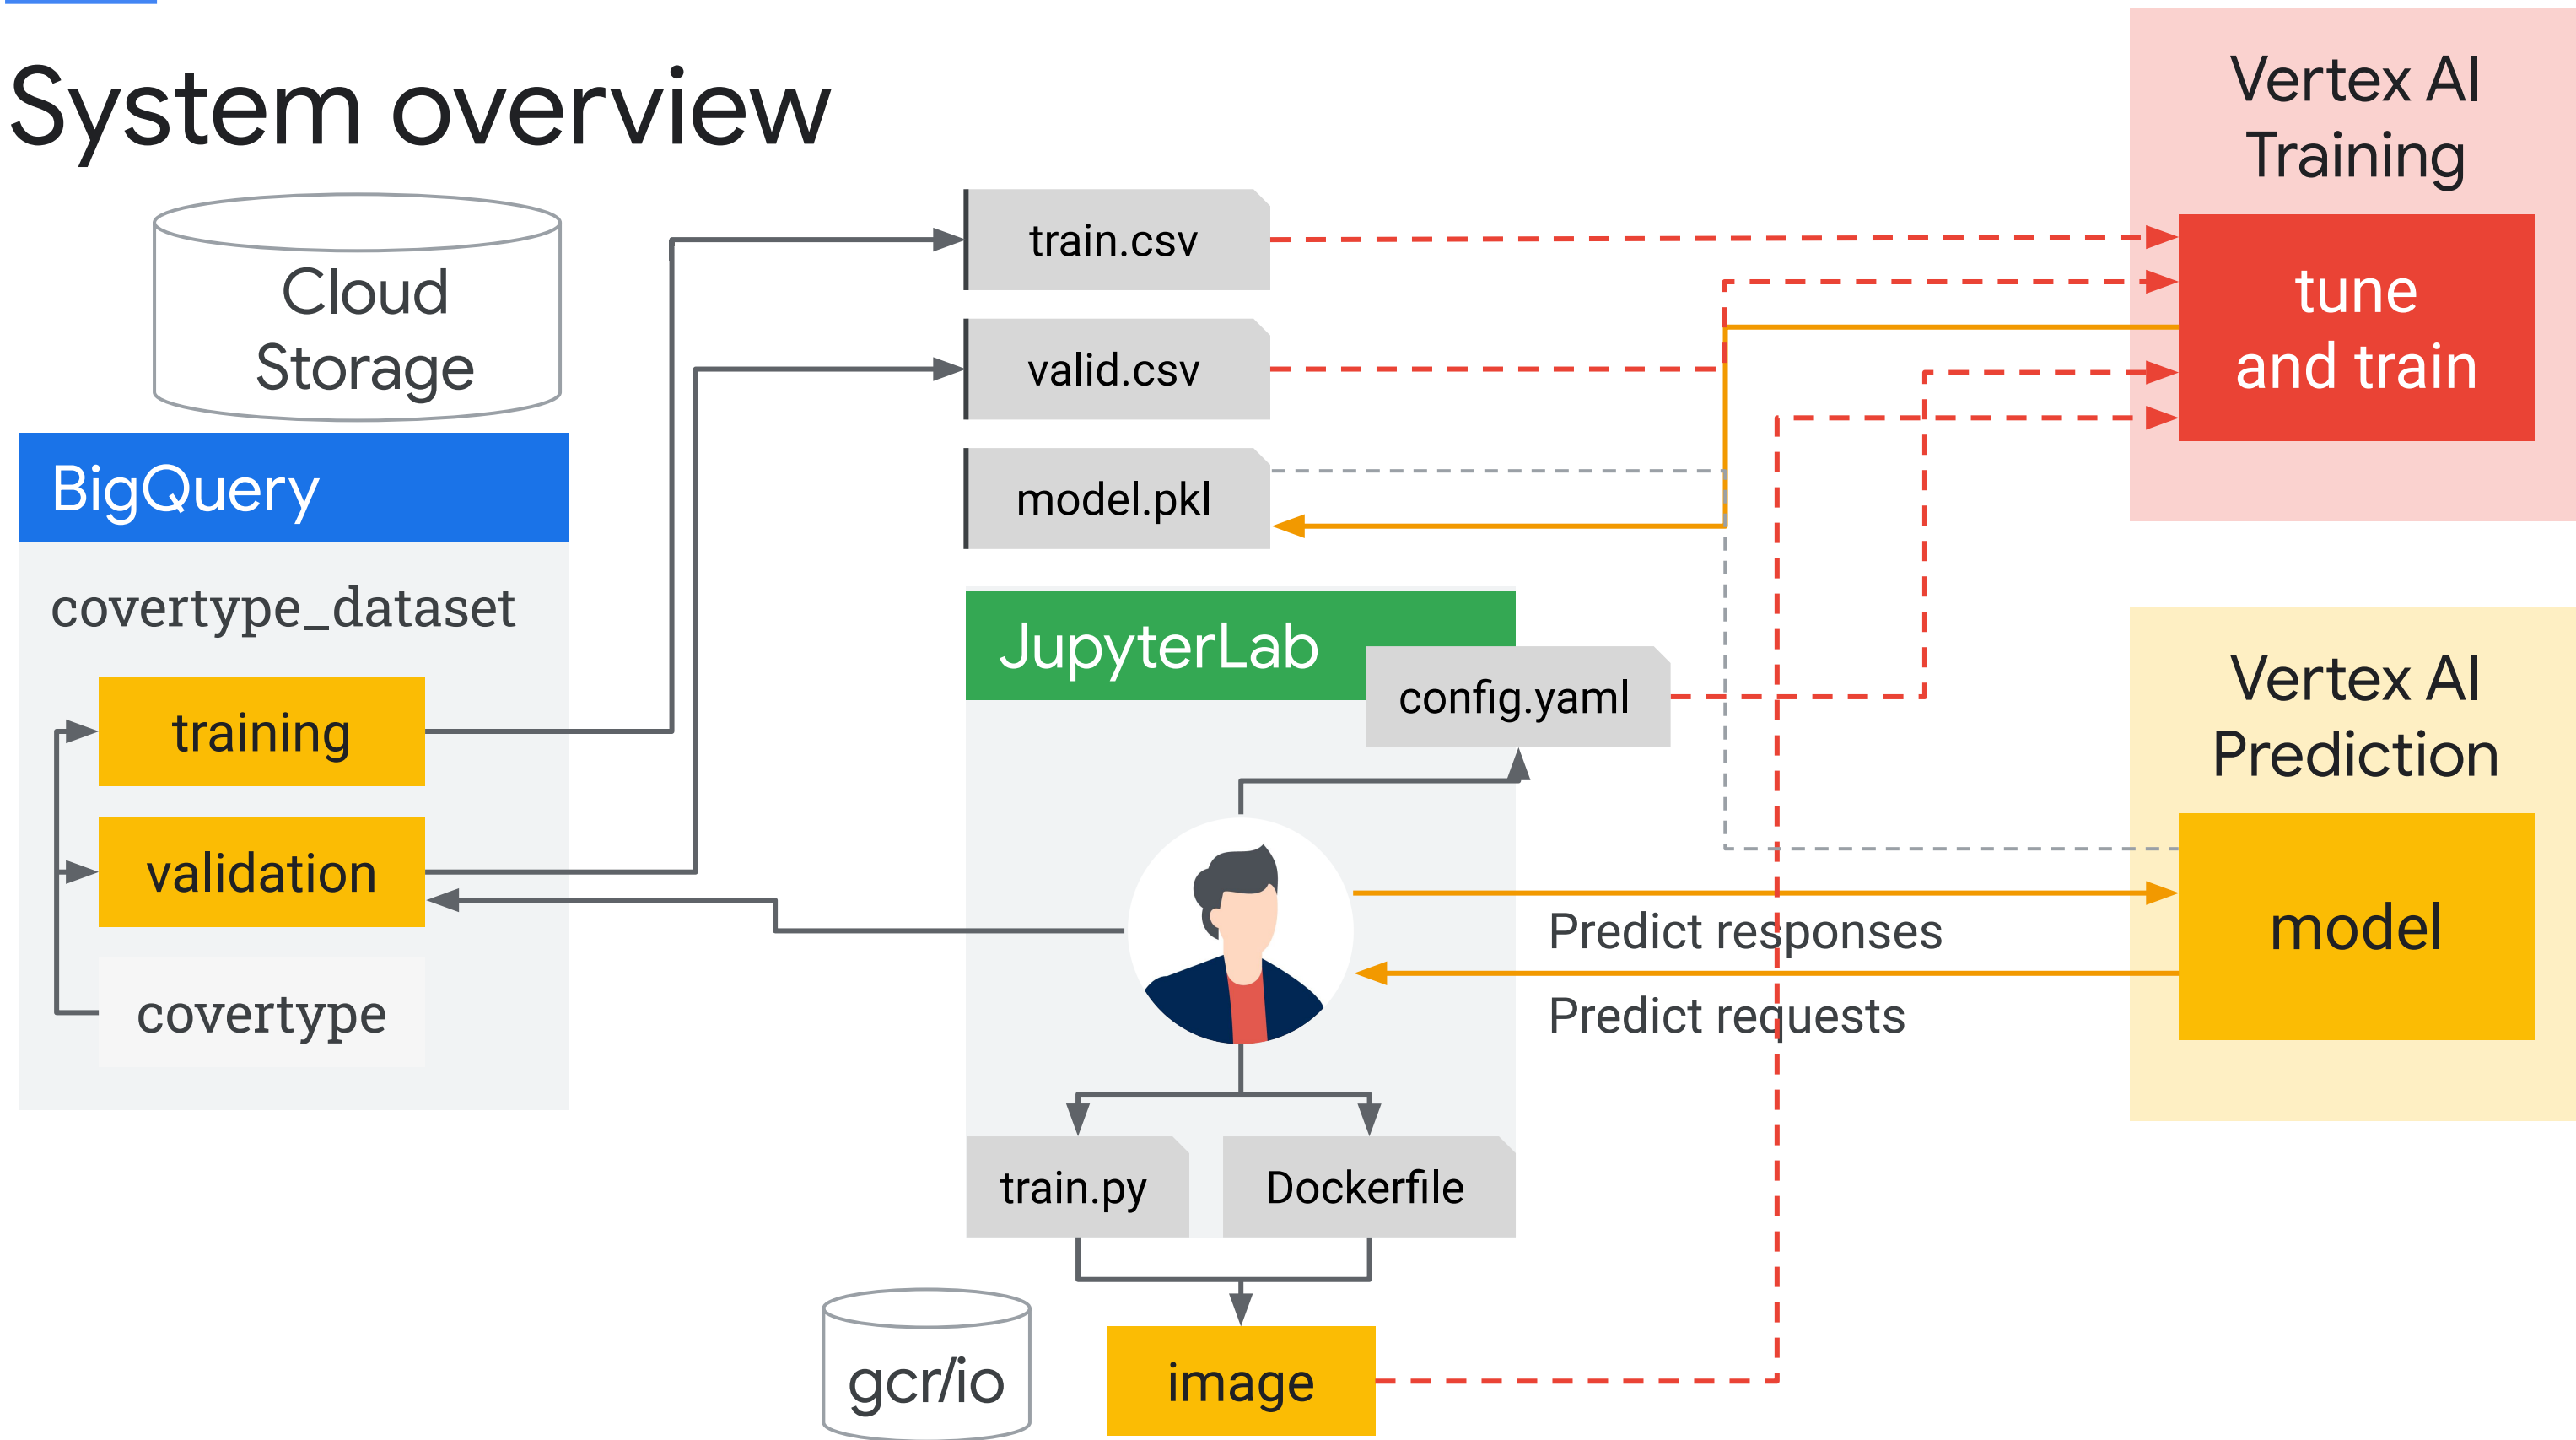 System overview
Cloud
Storage
BigQuery
covertype_dataset
training
validation
covertype
train.csv
valid.csv
model.pkl
JupyterLab
config.yaml
train.py
Dockerfile
gcr/io
image
Predict responses
Predict requests
Vertex AI
Training
tune
and train
Vertex AI
Prediction
model